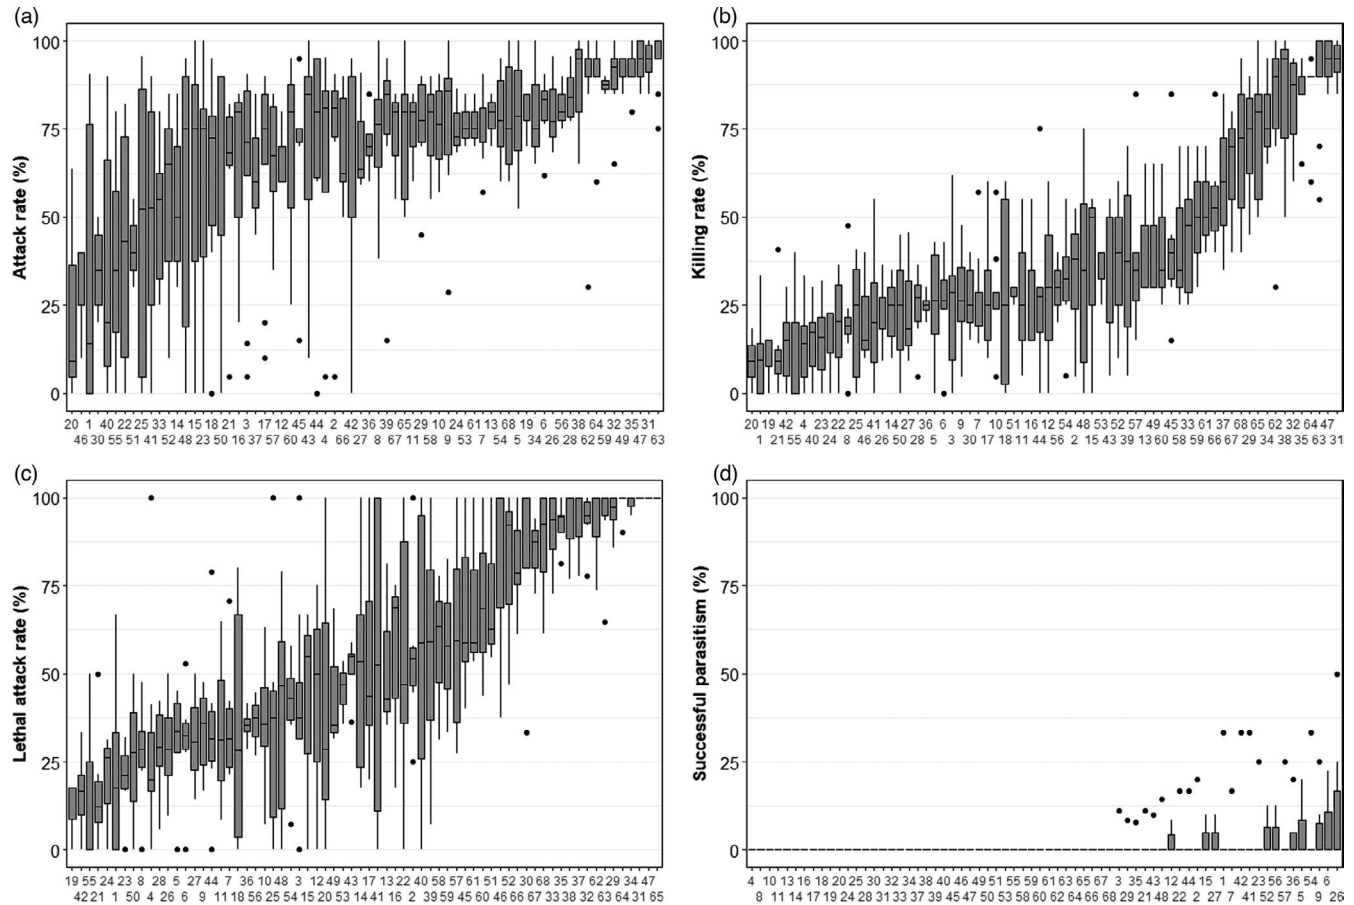 (a)
Attack rate (%)
100
75
50
25
0
20 1 40 22 25 33 14 15 18 21 3 17 12 45 44 2 42 36 39 65 29 10 24 61 13 68 19 6 56 38 64 32 35 31
46 30 55 51 41 52 48 23 50 16 37 57 60 43 4 66 27 8 67 11 58 9 53 7 54 5 34 26 28 62 59 49 47 63
(b)
Killing rate (%)
100
75
50
25
0
20 19 42 4 23 22 25 41 14 27 36 6 9 7 10 51 16 12 54 48 53 52 57 49 45 33 61 37 68 65 62 32 64 47
1 21 55 40 24 8 46 26 50 28 5 3 30 17 18 11 44 56 2 15 43 39 13 60 58 59 66 67 29 34 38 35 63 31
(c)
Lethal attack rate (%)
100
75
50
25
0
19 55 24 23 8 28 5 27 44 7 36 10 48 3 12 49 43 17 13 22 40 58 57 61 51 52 30 68 35 38 62 29 34 47
42 21 1 50 4 26 6 9 11 18 56 25 54 15 20 53 14 41 16 2 39 33 45 60 46 66 67 32 37 59 63 64 31 65
(d)
Successful parasitism (%)
100
75
50
25
0
4 10 13 16 18 20 25 30 32 34 38 40 46 49 51 55 59 61 63 65 67 3 35 43 12 44 15 1 42 23 56 36 54 6
8 11 14 17 19 24 28 31 33 37 39 45 47 50 53 58 60 62 64 66 68 29 21 48 22 2 27 7 41 52 57 5 9 26